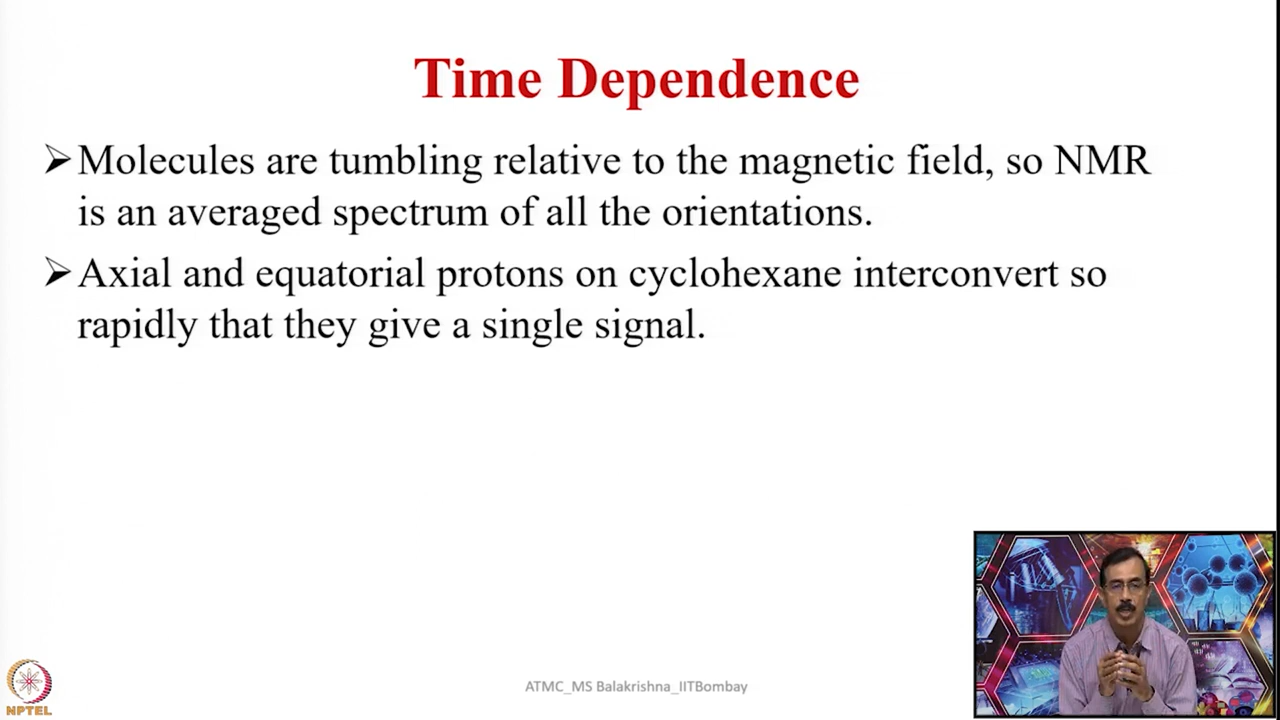 Time Dependence
➢Molecules are tumbling relative to the magnetic field, so NMR
is an averaged spectrum of all the orientations.
➢Axial and equatorial protons on cyclohexane interconvert so
rapidly that they give a single signal.
ATMC_MS Balakrishna_IITBombay
NPTEL